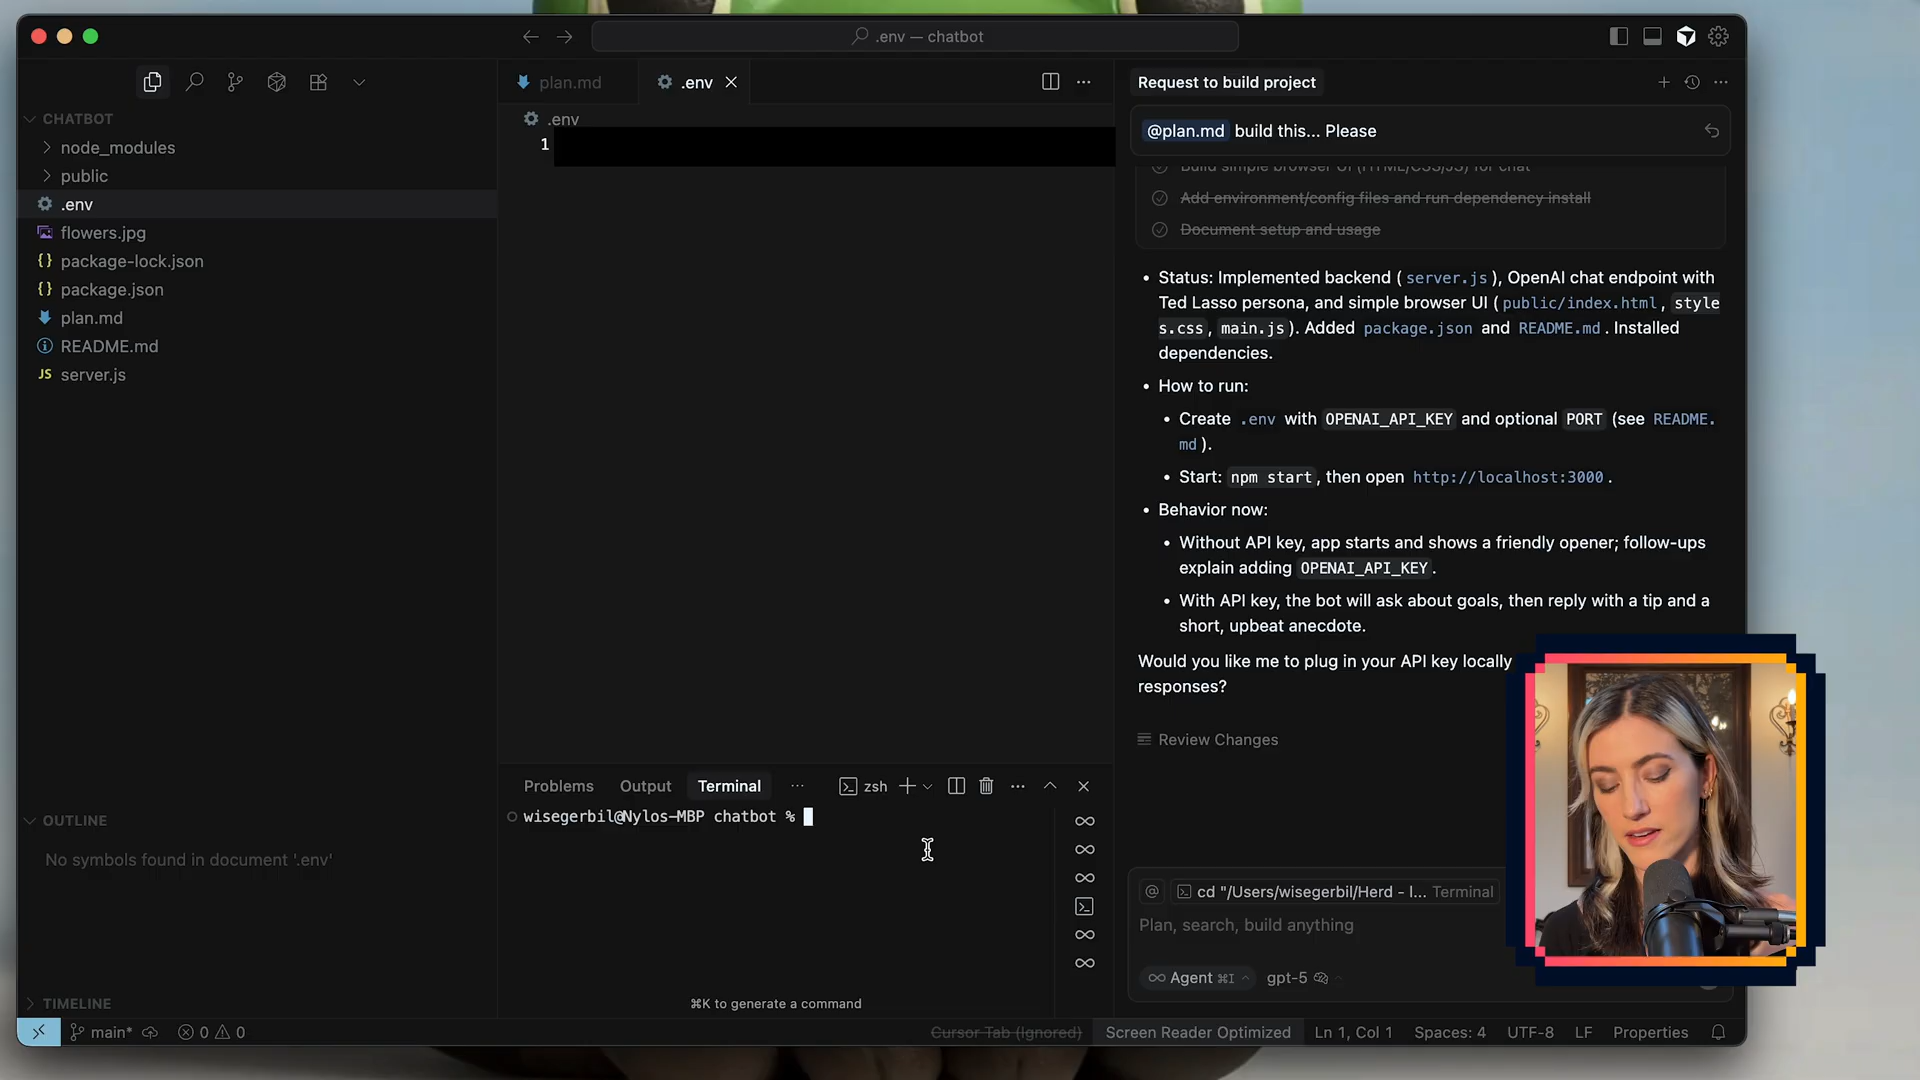 .env — chatbot
CHATBOT
node_modules
public
.env
flowers.jpg
package-lock.json
package.json
plan.md
README.md
JS server.js
OUTLINE
No symbols found in document '.env'
TIMELINE
plan.md
.env
.env
1
Problems Output Terminal zsh
wisegerbil@Nylos-MBP chatbot %
⌘K to generate a command
Request to build project
@plan.md build this... Please
Build simple browser UI (HTML/CSS/JS) for chat
Add environment/config files and run dependency install
Document setup and usage
• Status: Implemented backend ( server.js ), OpenAI chat endpoint with
Ted Lasso persona, and simple browser UI ( public/index.html , style
s.css , main.js ). Added package.json and README.md . Installed
dependencies.
• How to run:
• Create .env with OPENAI_API_KEY and optional PORT (see README.
md ).
• Start: npm start , then open http://localhost:3000 .
• Behavior now:
• Without API key, app starts and shows a friendly opener; follow-ups
explain adding OPENAI_API_KEY .
• With API key, the bot will ask about goals, then reply with a tip and a
short, upbeat anecdote.
Would you like me to plug in your API key locally
responses?
Review Changes
@ cd "/Users/wisegerbil/Herd - l... Terminal
Plan, search, build anything
∞ Agent ⌘I gpt-5
main* 0 0
Cursor Tab (Ignored) Screen Reader Optimized Ln 1, Col 1 Spaces: 4 UTF-8 LF Properties